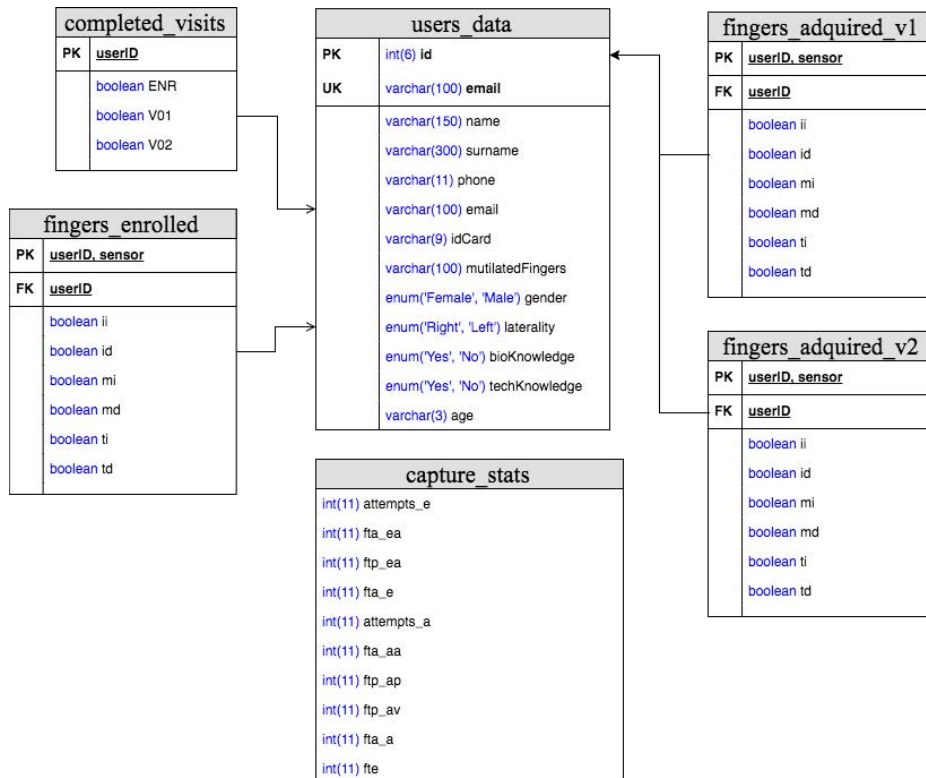 completed_visits
PK userID
boolean ENR
boolean V01
boolean V02
users_data
PK int(6) id
UK varchar(100) email
varchar(150) name
varchar(300) surname
varchar(11) phone
varchar(100) email
varchar(9) idCard
varchar(100) mutilatedFingers
enum('Female', 'Male') gender
enum('Right', 'Left') laterality
enum('Yes', 'No') bioKnowledge
enum('Yes', 'No') techKnowledge
varchar(3) age
fingers_adquired_v1
PK userID, sensor
FK userID
boolean ii
boolean id
boolean mi
boolean md
boolean ti
boolean td
fingers_enrolled
PK userID, sensor
FK userID
boolean ii
boolean id
boolean mi
boolean md
boolean ti
boolean td
fingers_adquired_v2
PK userID, sensor
FK userID
boolean ii
boolean id
boolean mi
boolean md
boolean ti
boolean td
capture_stats
int(11) attempts_e
int(11) fta_ea
int(11) ftp_ea
int(11) fta_e
int(11) attempts_a
int(11) fta_aa
int(11) ftp_ap
int(11) ftp_av
int(11) fta_a
int(11) fte